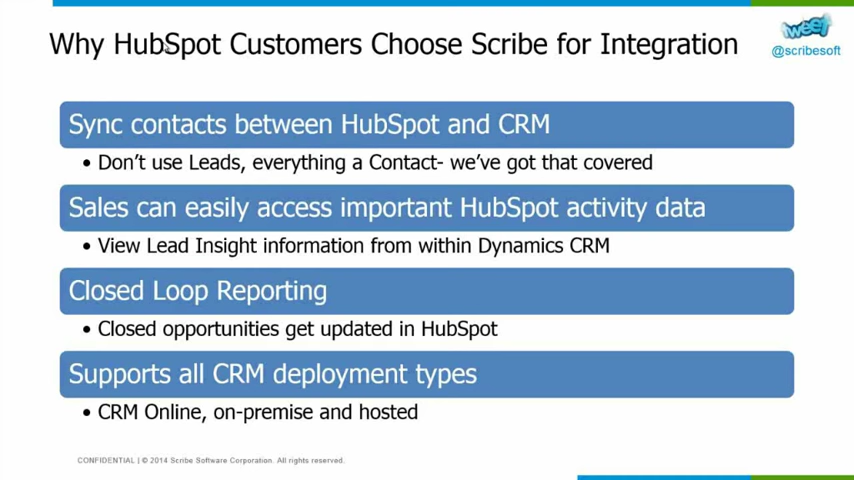 Why HubSpot Customers Choose Scribe for Integration
tweet
@scribesoft
Sync contacts between HubSpot and CRM
• Don't use Leads, everything a Contact- we've got that covered
Sales can easily access important HubSpot activity data
• View Lead Insight information from within Dynamics CRM
Closed Loop Reporting
• Closed opportunities get updated in HubSpot
Supports all CRM deployment types
• CRM Online, on-premise and hosted
CONFIDENTIAL | © 2014 Scribe Software Corporation. All rights reserved.